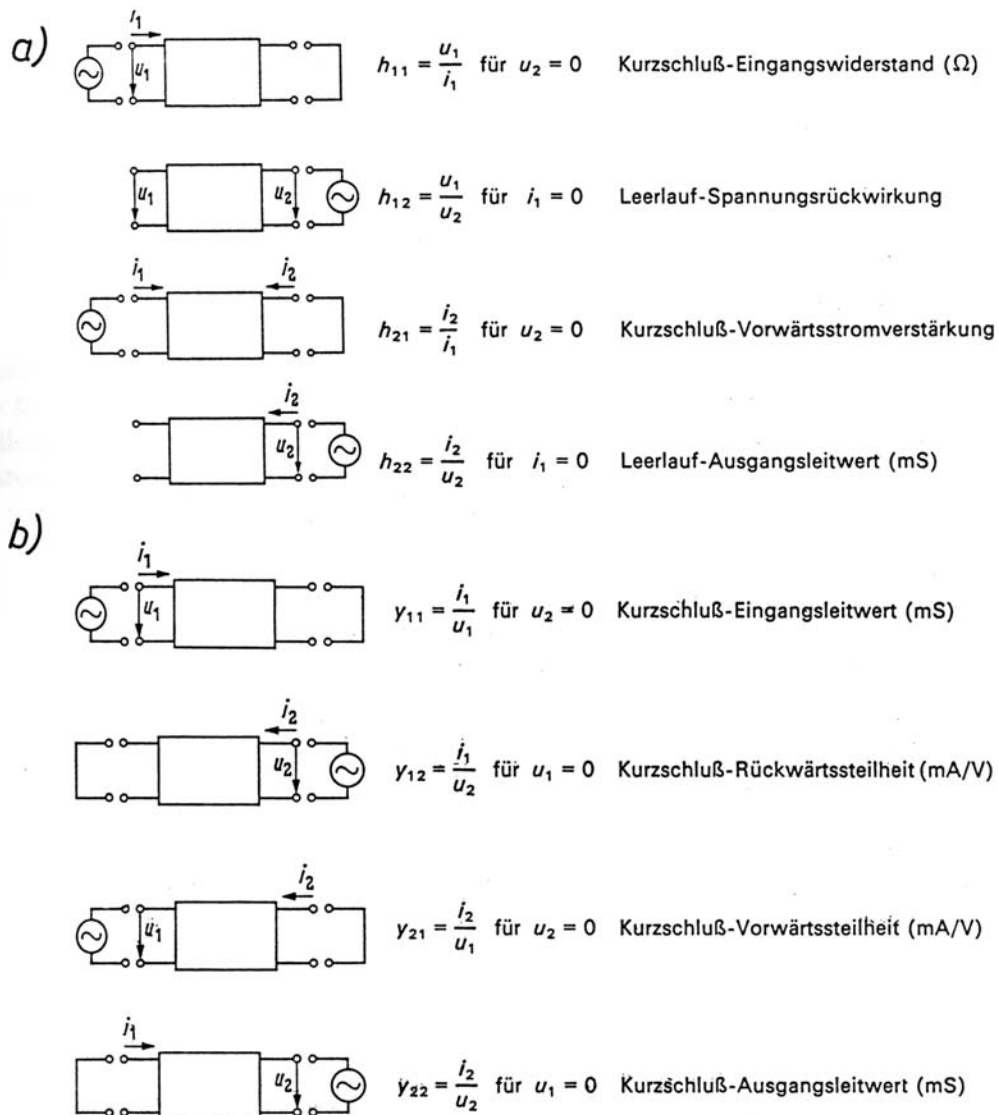 a)
i₁
u₁
h₁₁ = u₁/i₁ für u₂ = 0 Kurzschluß-Eingangswiderstand (Ω)
u₁ u₂
h₁₂ = u₁/u₂ für i₁ = 0 Leerlauf-Spannungsrückwirkung
i₁ i₂
h₂₁ = i₂/i₁ für u₂ = 0 Kurzschluß-Vorwärtsstromverstärkung
i₂
u₂
h₂₂ = i₂/u₂ für i₁ = 0 Leerlauf-Ausgangsleitwert (mS)
b)
i₁
u₁
y₁₁ = i₁/u₁ für u₂ = 0 Kurzschluß-Eingangsleitwert (mS)
i₂
u₂
y₁₂ = i₁/u₂ für u₁ = 0 Kurzschluß-Rückwärtssteilheit (mA/V)
i₂
u₁
y₂₁ = i₂/u₁ für u₂ = 0 Kurzschluß-Vorwärtssteilheit (mA/V)
i₁
u₂
y₂₂ = i₂/u₂ für u₁ = 0 Kurzschluß-Ausgangsleitwert (mS)